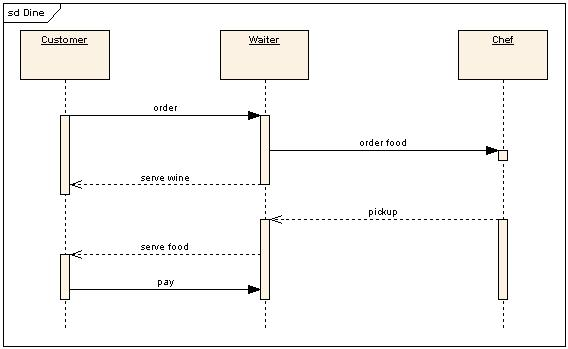 sd Dine
Customer
Waiter
Chef
order
order food
serve wine
pickup
serve food
pay